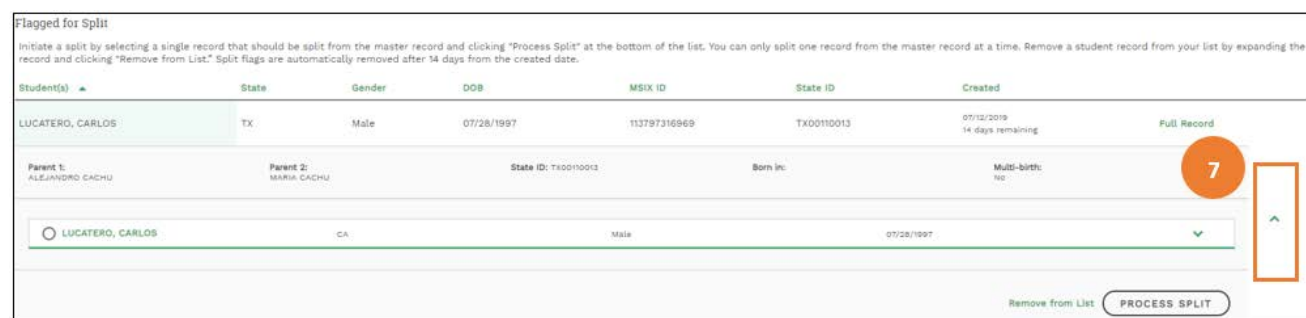 Flagged for Split
Initiate a split by selecting a single record that should be split from the master record and clicking "Process Split" at the bottom of the list. You can only split one record from the master record at a time. Remove a student record from your list by expanding the
record and clicking "Remove from List." Split flags are automatically removed after 14 days from the created date.
Student(s) State Gender DOB MSIX ID State ID Created
LUCATERO, CARLOS TX Male 07/28/1997 113797316969 TX00110013 07/12/2019 Full Record
14 days remaining
Parent 1: Parent 2: State ID: TX00110013 Born in: Multi-birth:
ALEJANDRO CACHU MARIA CACHU No
7
LUCATERO, CARLOS CA Male 07/28/1997
Remove from List PROCESS SPLIT